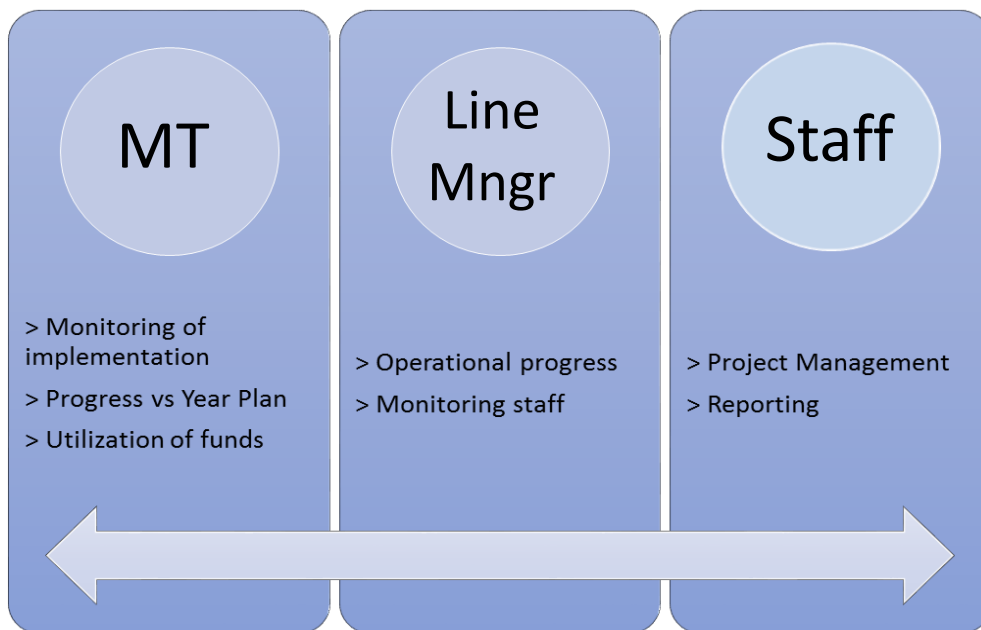 MT
> Monitoring of
implementation
> Progress vs Year Plan
> Utilization of funds
Line
Mngr
> Operational progress
> Monitoring staff
Staff
> Project Management
> Reporting